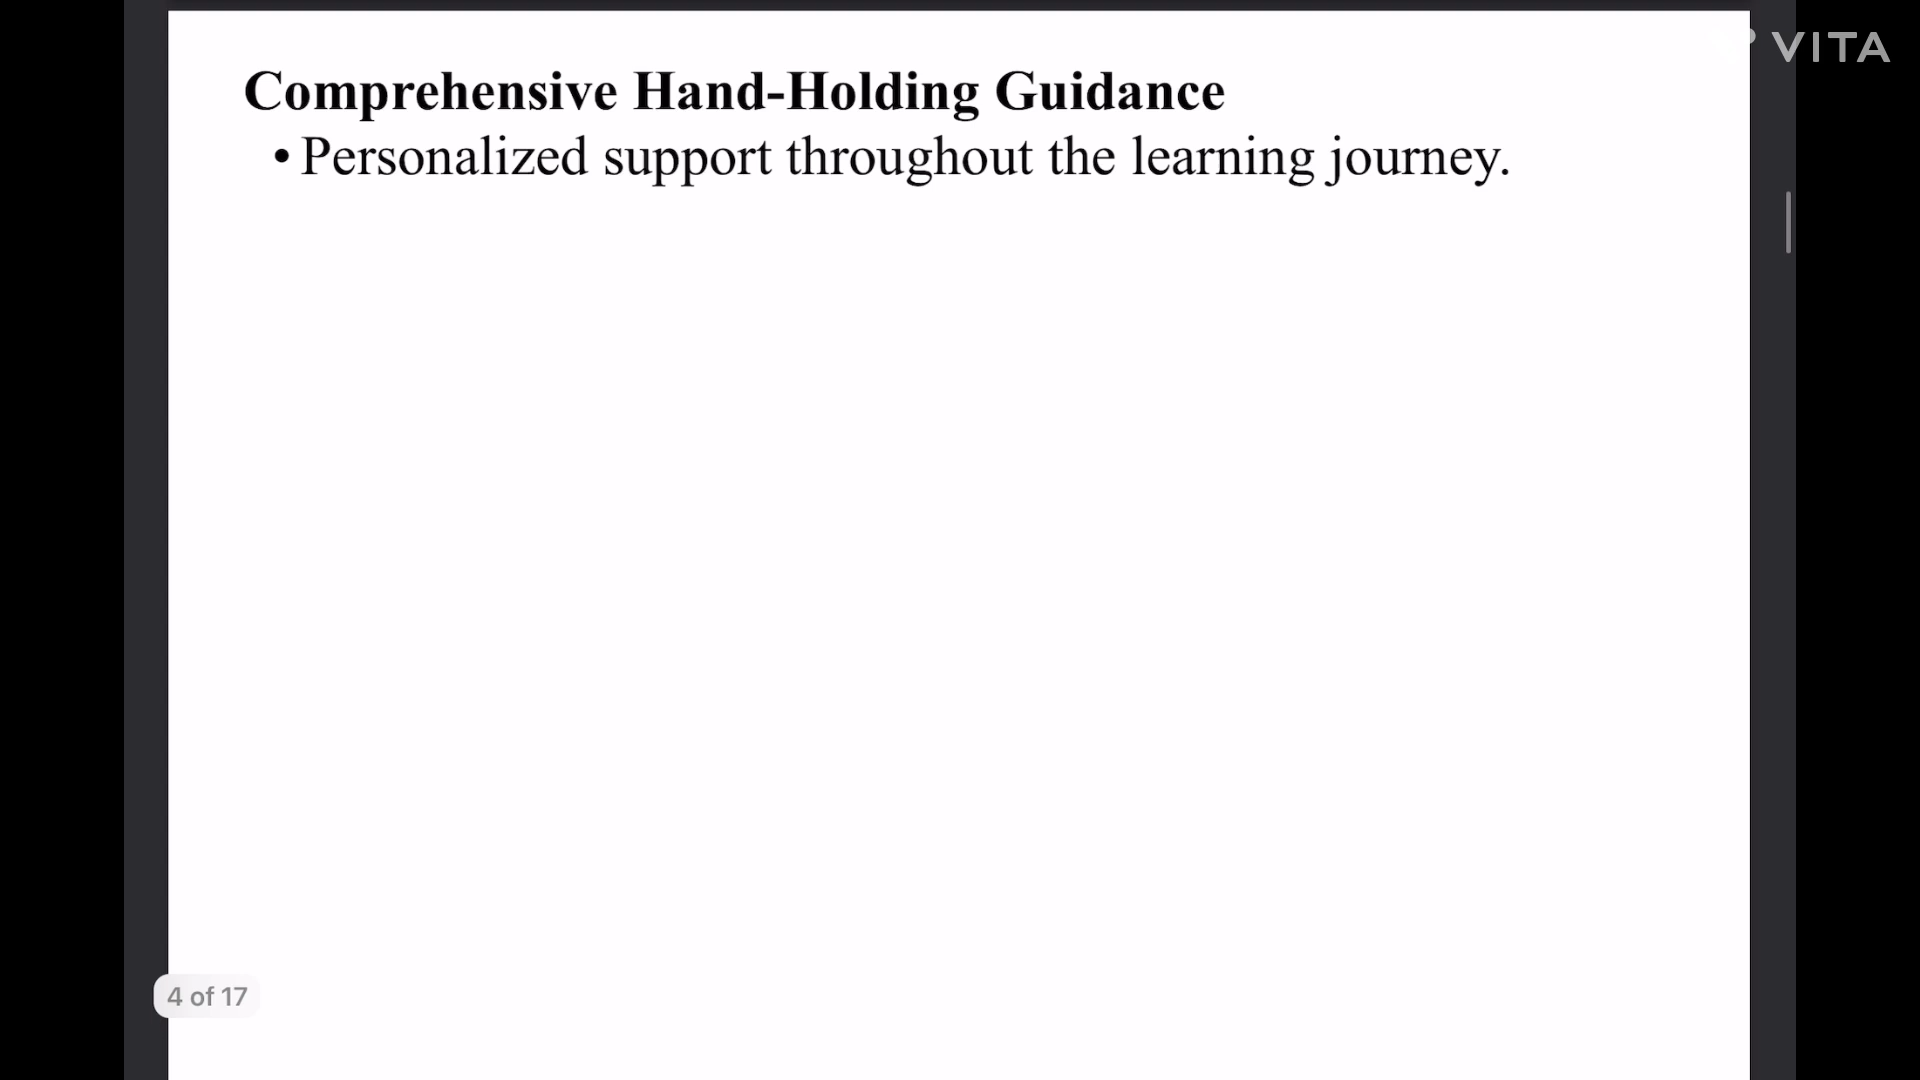 VITA
Comprehensive Hand-Holding Guidance
• Personalized support throughout the learning journey.
4 of 17